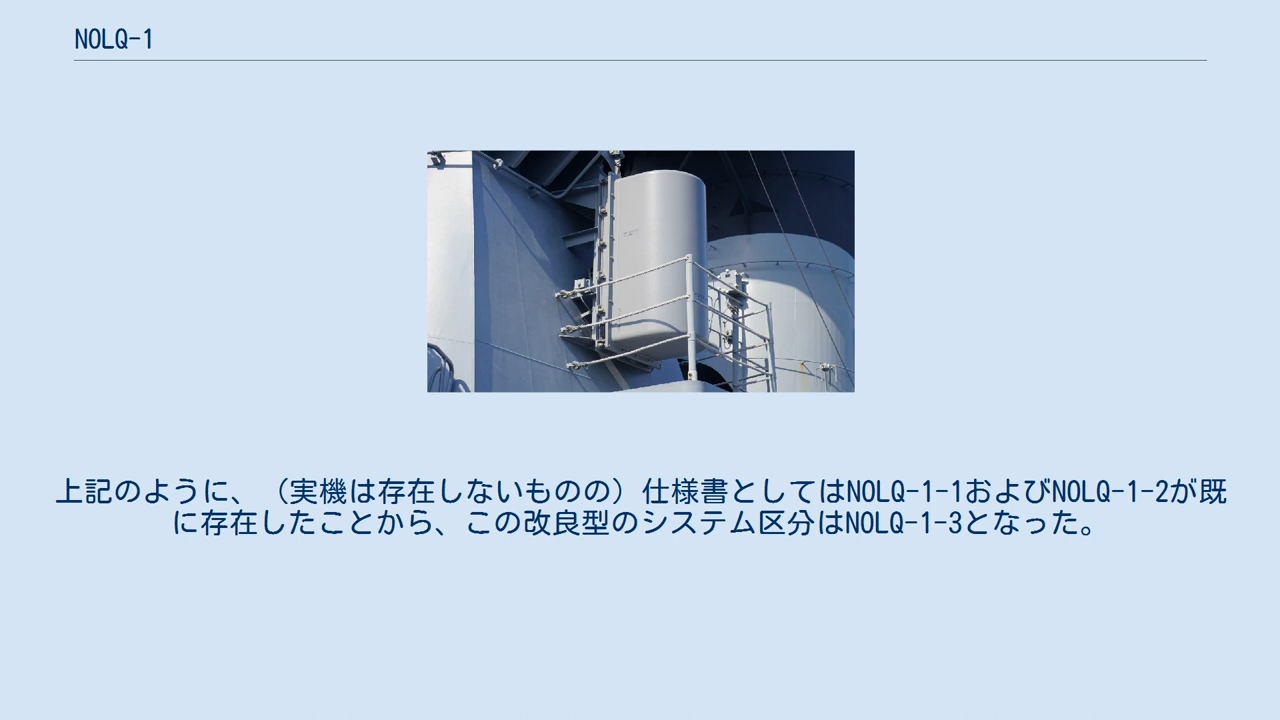 NOLQ-1
上記のように、（実機は存在しないものの）仕様書としてはNOLQ-1-1およびNOLQ-1-2が既
に存在したことから、この改良型のシステム区分はNOLQ-1-3となった。